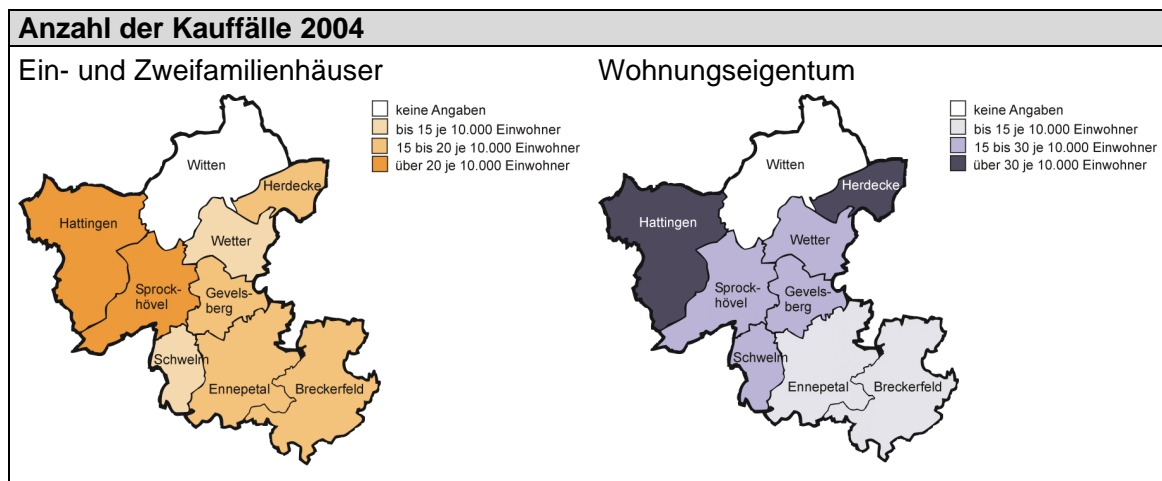 Anzahl der Kauffälle 2004
Ein- und Zweifamilienhäuser
keine Angaben
bis 15 je 10.000 Einwohner
15 bis 20 je 10.000 Einwohner
über 20 je 10.000 Einwohner
Witten
Herdecke
Hattingen
Wetter
Sprock-
hövel
Gevels-
berg
Schwelm
Ennepetal
Breckerfeld
Wohnungseigentum
keine Angaben
bis 15 je 10.000 Einwohner
15 bis 30 je 10.000 Einwohner
über 30 je 10.000 Einwohner
Witten
Herdecke
Hattingen
Wetter
Sprock-
hövel
Gevels-
berg
Schwelm
Ennepetal
Breckerfeld